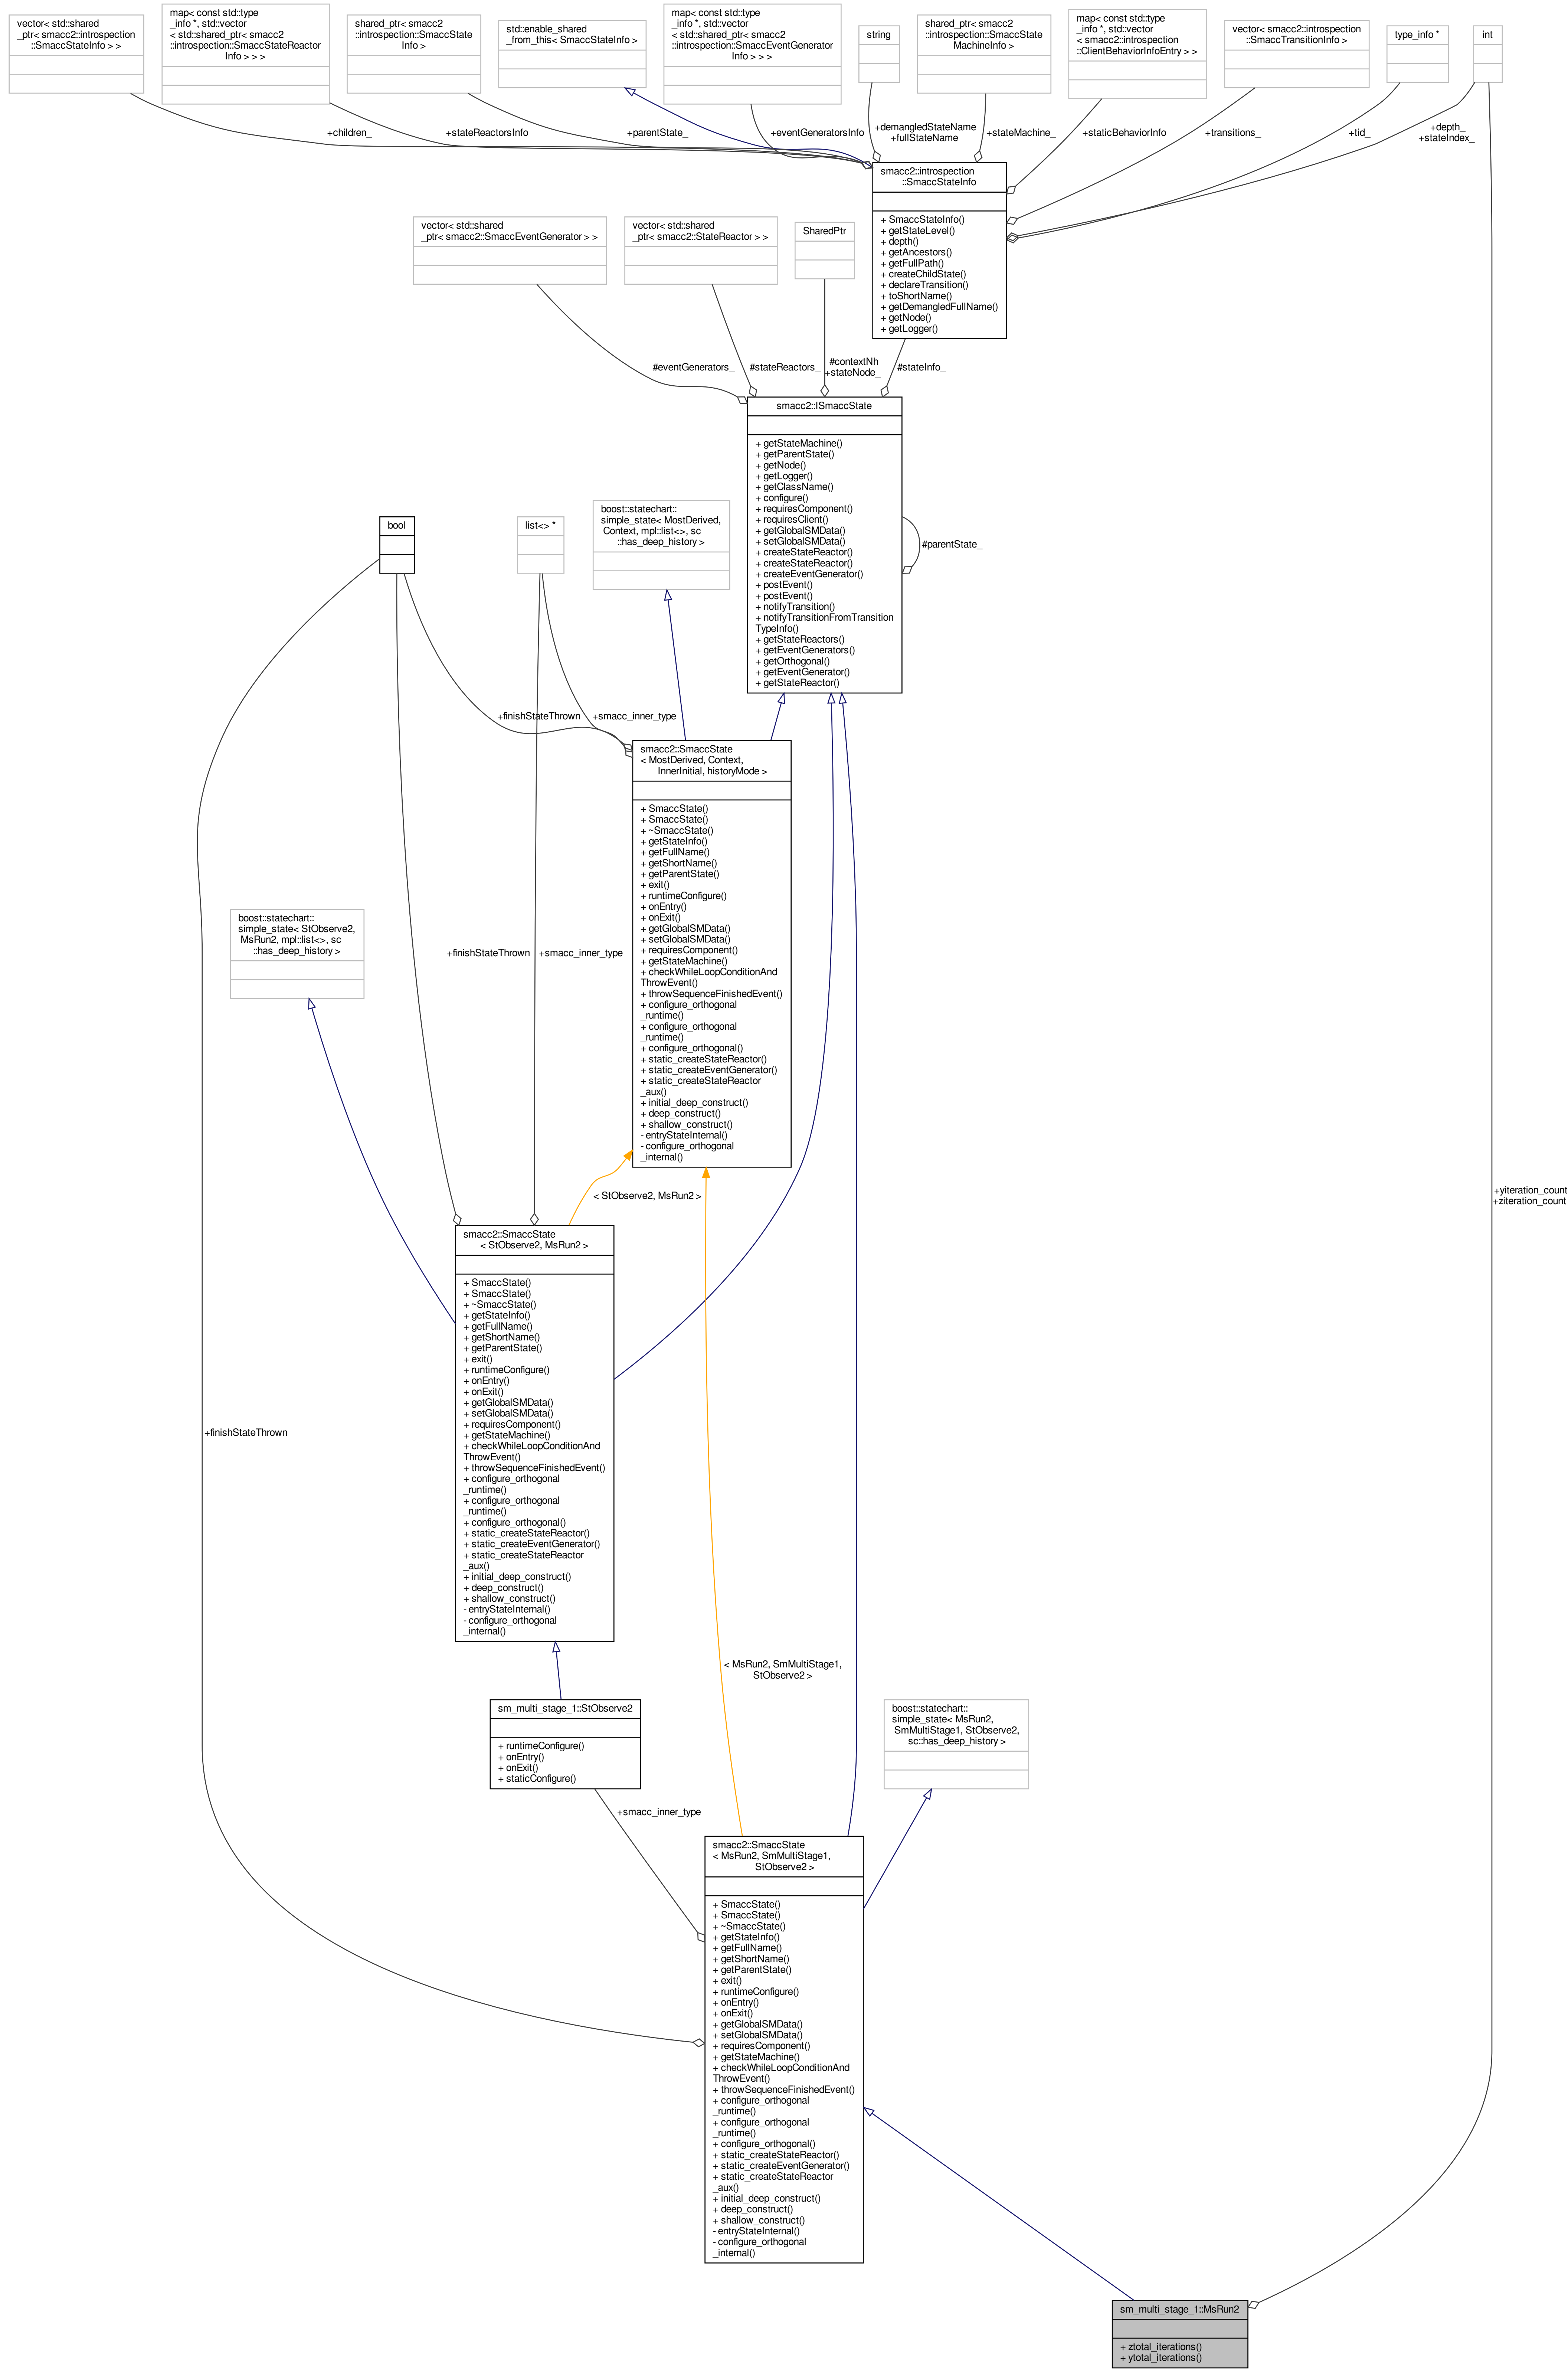 vector< std::shared
_ptr< smacc2::introspection
::SmaccStateInfo > >
map< const std::type
_info *, std::vector
< std::shared_ptr< smacc2
::introspection::SmaccStateReactor
Info > > >
shared_ptr< smacc2
::introspection::SmaccState
Info >
std::enable_shared
_from_this< SmaccStateInfo >
map< const std::type
_info *, std::vector
< std::shared_ptr< smacc2
::introspection::SmaccEventGenerator
Info > > >
string
shared_ptr< smacc2
::introspection::SmaccState
MachineInfo >
map< const std::type
_info *, std::vector
< smacc2::introspection
::ClientBehaviorInfoEntry > >
vector< smacc2::introspection
::SmaccTransitionInfo >
type_info *
int
+children_
+stateReactorsInfo
+parentState_
+eventGeneratorsInfo
+demangledStateName
+fullStateName
+stateMachine_
+staticBehaviorInfo
+transitions_
+tid_
+depth_
+stateIndex_
smacc2::introspection
::SmaccStateInfo
+ SmaccStateInfo()
+ getStateLevel()
+ depth()
+ getAncestors()
+ getFullPath()
+ createChildState()
+ declareTransition()
+ toShortName()
+ getDemangledFullName()
+ getNode()
+ getLogger()
vector< std::shared
_ptr< smacc2::SmaccEventGenerator > >
vector< std::shared
_ptr< smacc2::StateReactor > >
SharedPtr
#eventGenerators_
#stateReactors_
#contextNh
+stateNode_
#stateInfo_
smacc2::ISmaccState
+ getStateMachine()
+ getParentState()
+ getNode()
+ getLogger()
+ getClassName()
+ configure()
+ requiresComponent()
+ requiresClient()
+ getGlobalSMData()
+ setGlobalSMData()
+ createStateReactor()
+ createStateReactor()
+ createEventGenerator()
+ postEvent()
+ postEvent()
+ notifyTransition()
+ notifyTransitionFromTransition
TypeInfo()
+ getStateReactors()
+ getEventGenerators()
+ getOrthogonal()
+ getEventGenerator()
+ getStateReactor()
#parentState_
bool
list<> *
boost::statechart::
simple_state< MostDerived,
Context, mpl::list<>, sc
::has_deep_history >
+finishStateThrown
+smacc_inner_type
smacc2::SmaccState
< MostDerived, Context,
InnerInitial, historyMode >
+ SmaccState()
+ SmaccState()
+ ~SmaccState()
+ getStateInfo()
+ getFullName()
+ getShortName()
+ getParentState()
+ exit()
+ runtimeConfigure()
+ onEntry()
+ onExit()
+ getGlobalSMData()
+ setGlobalSMData()
+ requiresComponent()
+ getStateMachine()
+ checkWhileLoopConditionAnd
ThrowEvent()
+ throwSequenceFinishedEvent()
+ configure_orthogonal
_runtime()
+ configure_orthogonal
_runtime()
+ configure_orthogonal()
+ static_createStateReactor()
+ static_createEventGenerator()
+ static_createStateReactor
_aux()
+ initial_deep_construct()
+ deep_construct()
+ shallow_construct()
- entryStateInternal()
- configure_orthogonal
_internal()
boost::statechart::
simple_state< StObserve2,
MsRun2, mpl::list<>, sc
::has_deep_history >
+finishStateThrown
+smacc_inner_type
< StObserve2, MsRun2 >
+yiteration_count
+ziteration_count
smacc2::SmaccState
< StObserve2, MsRun2 >
+ SmaccState()
+ SmaccState()
+ ~SmaccState()
+ getStateInfo()
+ getFullName()
+ getShortName()
+ getParentState()
+ exit()
+ runtimeConfigure()
+ onEntry()
+ onExit()
+ getGlobalSMData()
+ setGlobalSMData()
+ requiresComponent()
+ getStateMachine()
+ checkWhileLoopConditionAnd
ThrowEvent()
+ throwSequenceFinishedEvent()
+ configure_orthogonal
_runtime()
+ configure_orthogonal
_runtime()
+ configure_orthogonal()
+ static_createStateReactor()
+ static_createEventGenerator()
+ static_createStateReactor
_aux()
+ initial_deep_construct()
+ deep_construct()
+ shallow_construct()
- entryStateInternal()
- configure_orthogonal
_internal()
+finishStateThrown
< MsRun2, SmMultiStage1,
StObserve2 >
sm_multi_stage_1::StObserve2
+ runtimeConfigure()
+ onEntry()
+ onExit()
+ staticConfigure()
boost::statechart::
simple_state< MsRun2,
SmMultiStage1, StObserve2,
sc::has_deep_history >
+smacc_inner_type
smacc2::SmaccState
< MsRun2, SmMultiStage1,
StObserve2 >
+ SmaccState()
+ SmaccState()
+ ~SmaccState()
+ getStateInfo()
+ getFullName()
+ getShortName()
+ getParentState()
+ exit()
+ runtimeConfigure()
+ onEntry()
+ onExit()
+ getGlobalSMData()
+ setGlobalSMData()
+ requiresComponent()
+ getStateMachine()
+ checkWhileLoopConditionAnd
ThrowEvent()
+ throwSequenceFinishedEvent()
+ configure_orthogonal
_runtime()
+ configure_orthogonal
_runtime()
+ configure_orthogonal()
+ static_createStateReactor()
+ static_createEventGenerator()
+ static_createStateReactor
_aux()
+ initial_deep_construct()
+ deep_construct()
+ shallow_construct()
- entryStateInternal()
- configure_orthogonal
_internal()
sm_multi_stage_1::MsRun2
+ ztotal_iterations()
+ ytotal_iterations()